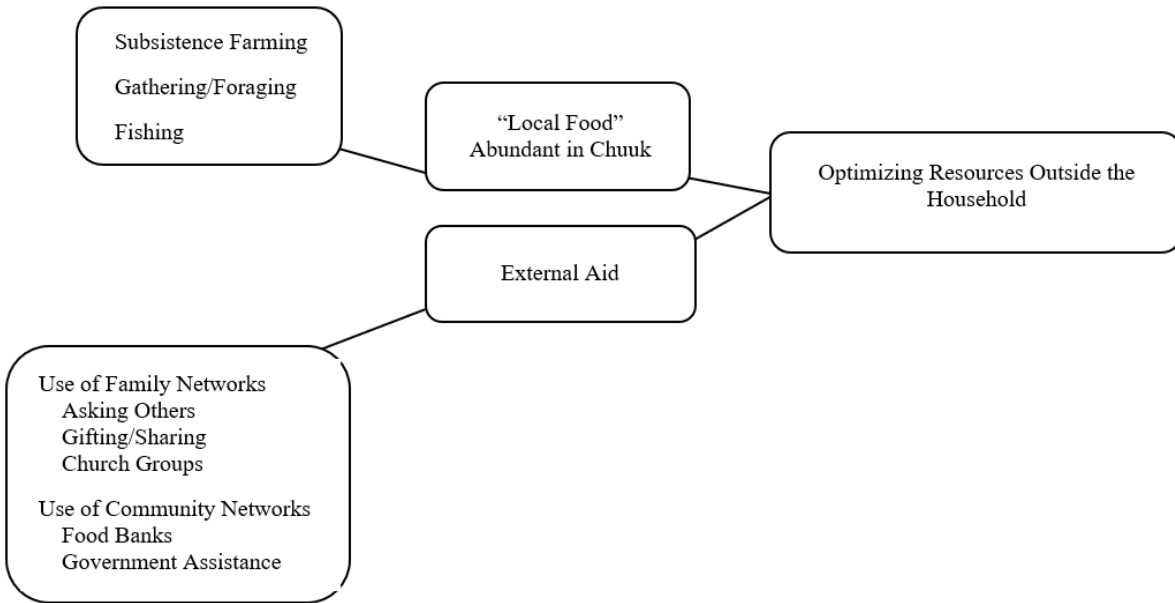 Subsistence Farming
Gathering/Foraging
Fishing
“Local Food”
Abundant in Chuuk
Optimizing Resources Outside the
Household
External Aid
Use of Family Networks
Asking Others
Gifting/Sharing
Church Groups
Use of Community Networks
Food Banks
Government Assistance